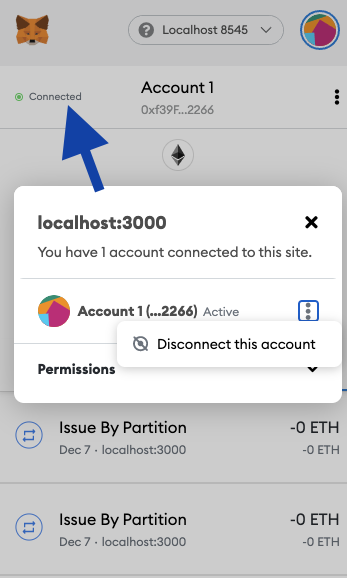 Localhost 8545
Connected
Account 1
0xf39F...2266
localhost:3000
You have 1 account connected to this site.
Account 1 (...2266) Active
Disconnect this account
Permissions
Issue By Partition -0 ETH
Dec 7 · localhost:3000 -0 ETH
Issue By Partition -0 ETH
Dec 7 · localhost:3000 -0 ETH